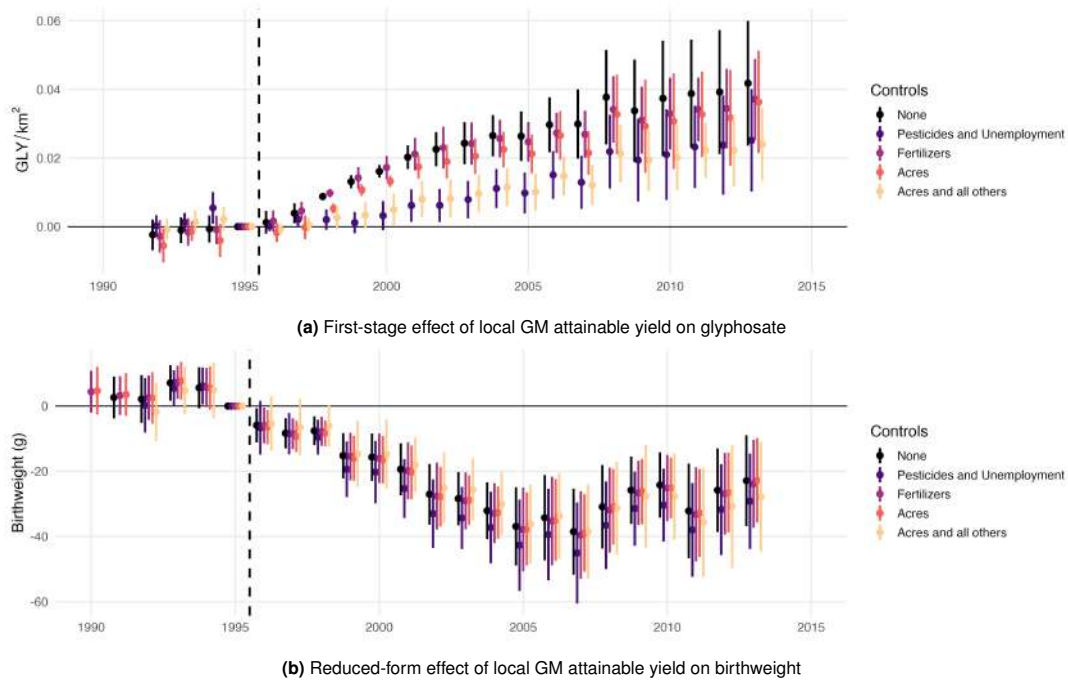 0.06
0.04
0.02
0.00
GLY/km²
1990
1995
2000
2005
2010
2015
Controls
None
Pesticides and Unemployment
Fertilizers
Acres
Acres and all others
(a) First-stage effect of local GM attainable yield on glyphosate
0
-20
-40
-60
Birthweight (g)
1990
1995
2000
2005
2010
2015
Controls
None
Pesticides and Unemployment
Fertilizers
Acres
Acres and all others
(b) Reduced-form effect of local GM attainable yield on birthweight